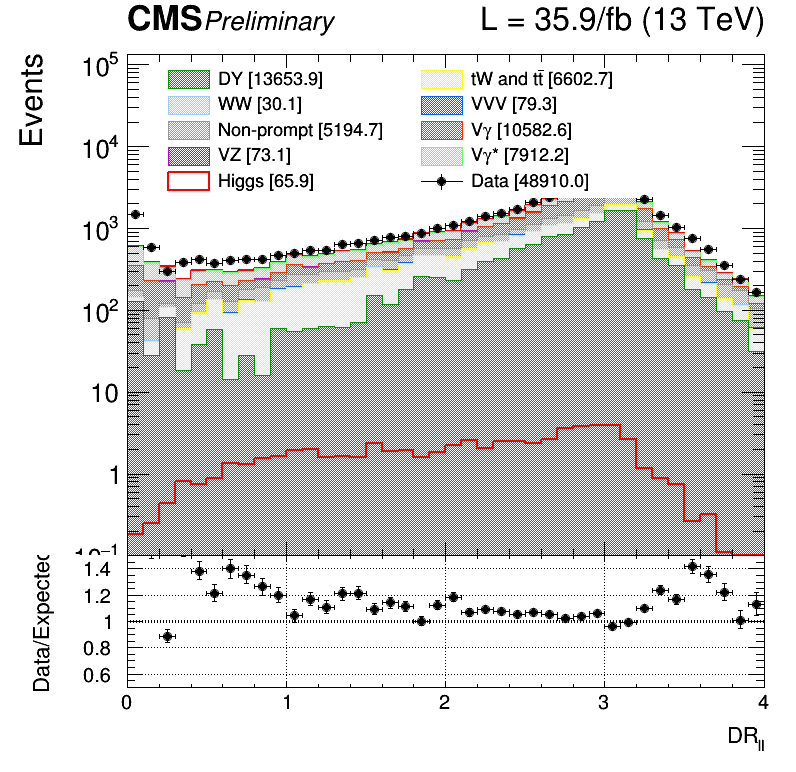 CMS Preliminary L = 35.9/fb (13 TeV)
Events
10⁵
10⁴
10³
10²
10
1
10⁻¹
DY [13653.9]
tW and tt̄ [6602.7]
WW [30.1]
VVV [79.3]
Non-prompt [5194.7]
Vγ [10582.6]
VZ [73.1]
Vγ* [7912.2]
Higgs [65.9]
Data [48910.0]
Data/Expected
1.4
1.2
1
0.8
0.6
0 1 2 3 4
DR_ll